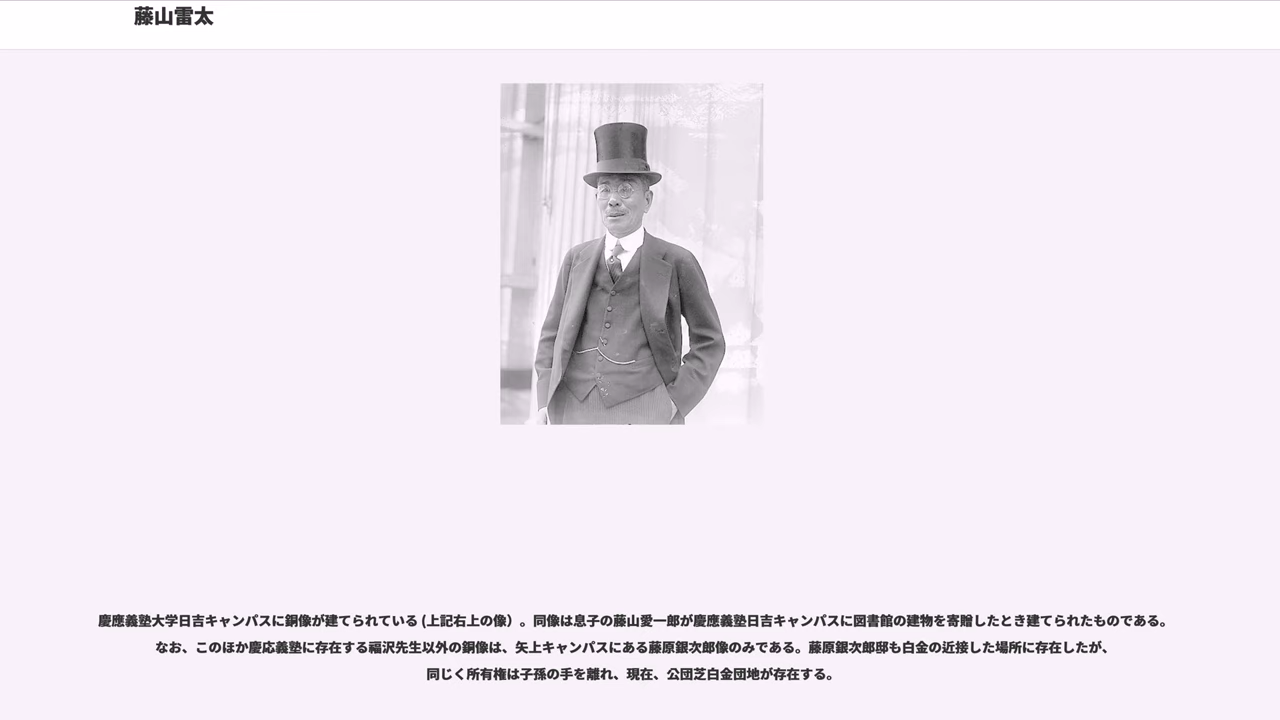 藤山雷太
慶應義塾大学日吉キャンパスに銅像が建てられている (上記右上の像）。同像は息子の藤山愛一郎が慶應義塾日吉キャンパスに図書館の建物を寄贈したとき建てられたものである。
なお、このほか慶応義塾に存在する福沢先生以外の銅像は、矢上キャンパスにある藤原銀次郎像のみである。藤原銀次郎邸も白金の近接した場所に存在したが、
同じく所有権は子孫の手を離れ、現在、公団芝白金団地が存在する。